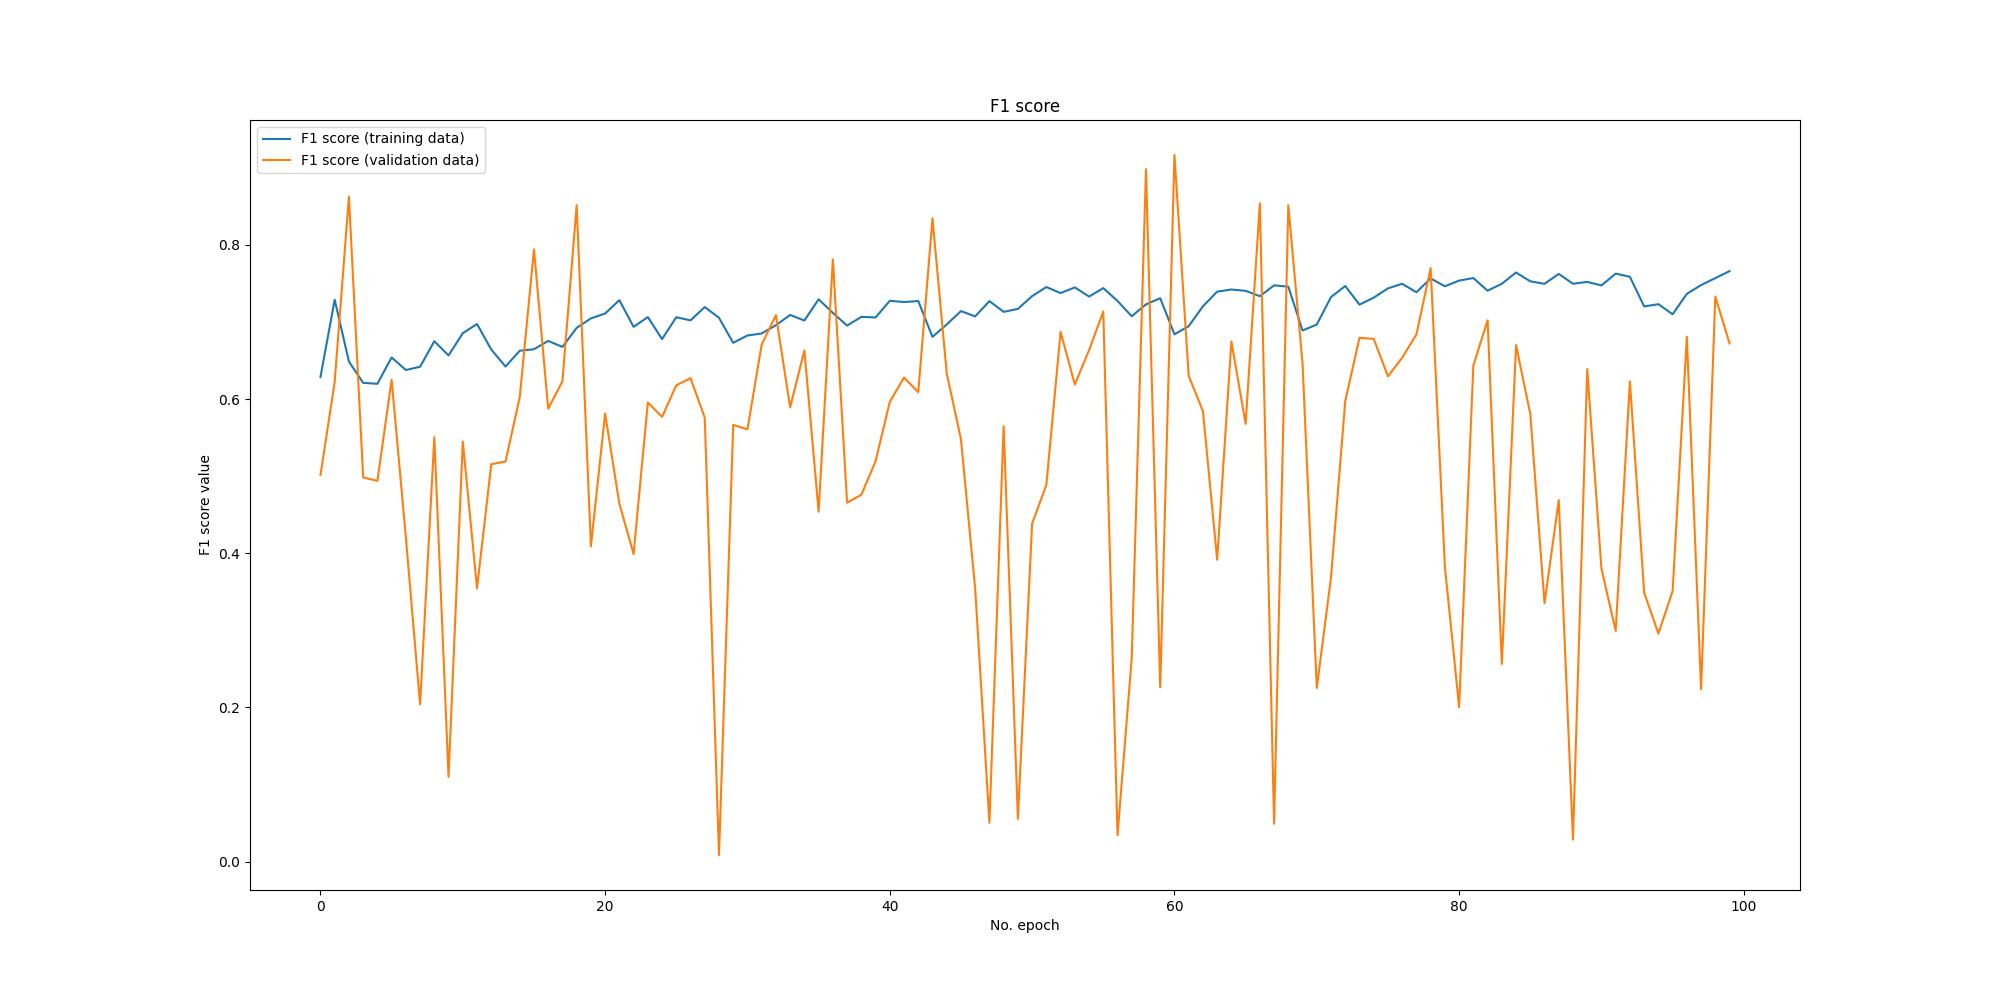 F1 score
F1 score (training data)
F1 score (validation data)
F1 score value
0.8
0.6
0.4
0.2
0.0
0 20 40 60 80 100
No. epoch